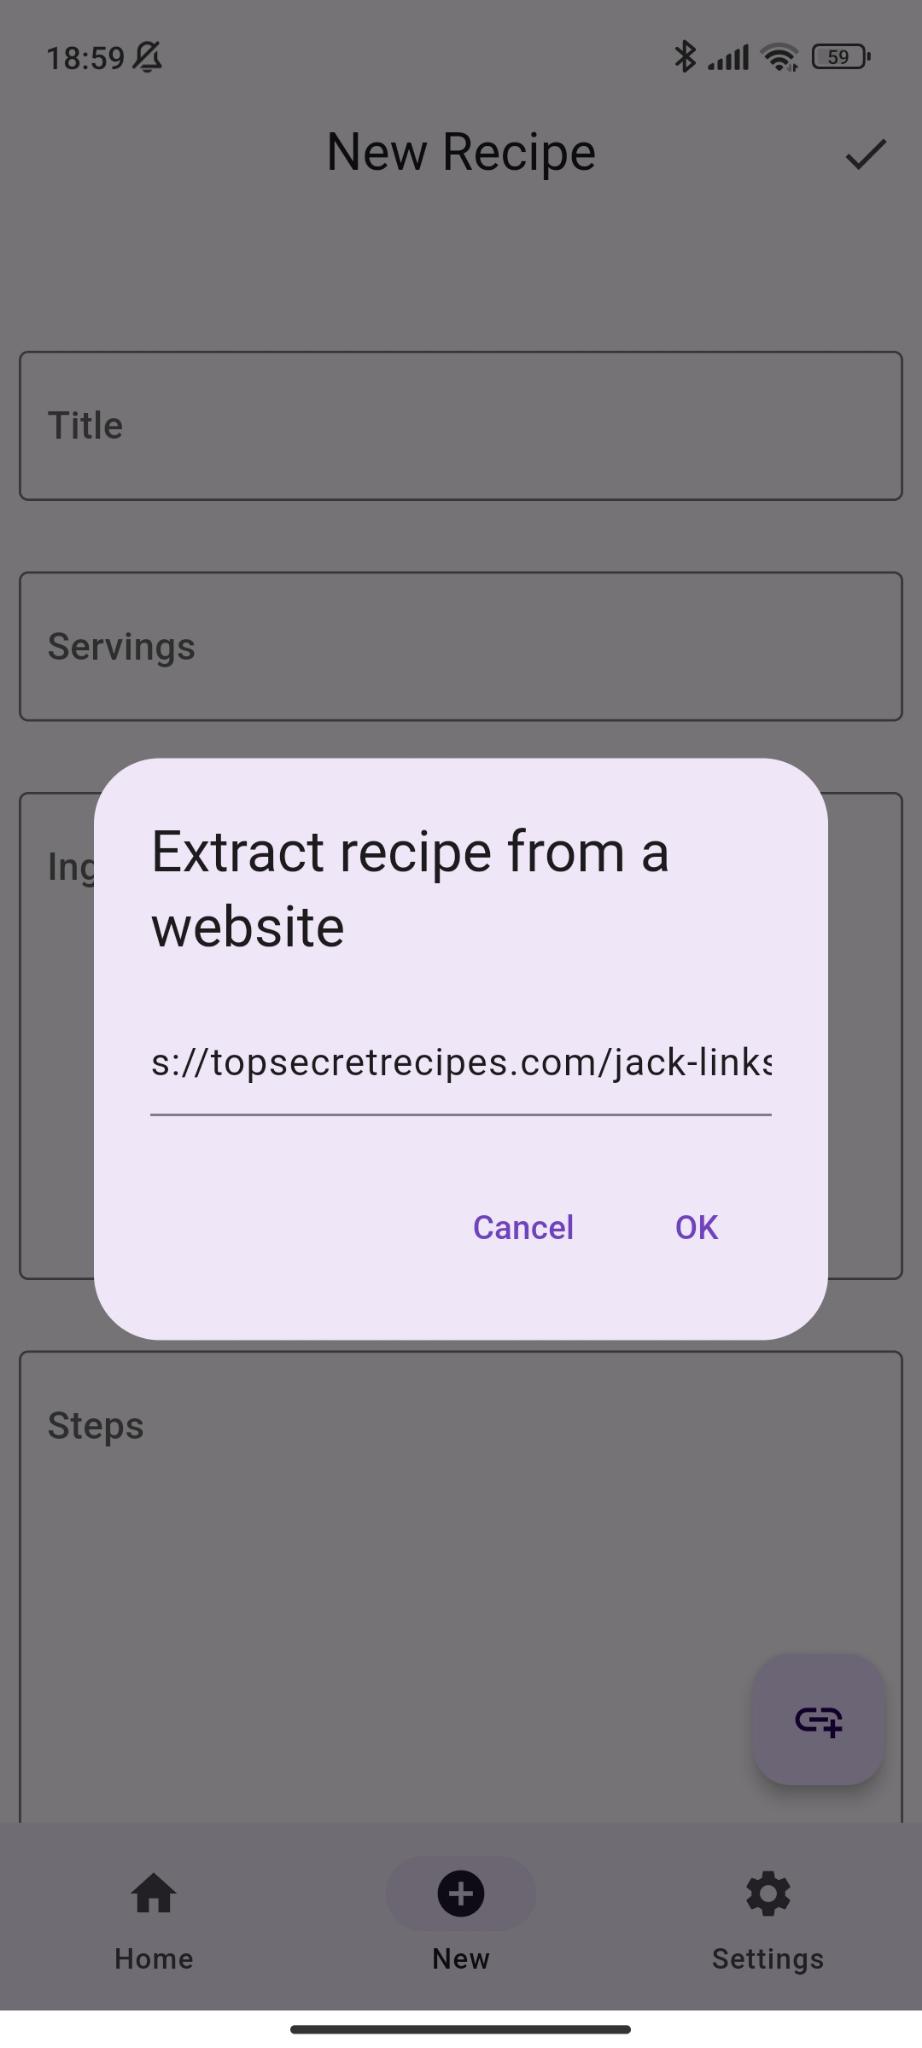 18:59
59
New Recipe
Title
Servings
Ing
Extract recipe from a
website
s://topsecretrecipes.com/jack-links
Cancel
OK
Steps
Home
New
Settings